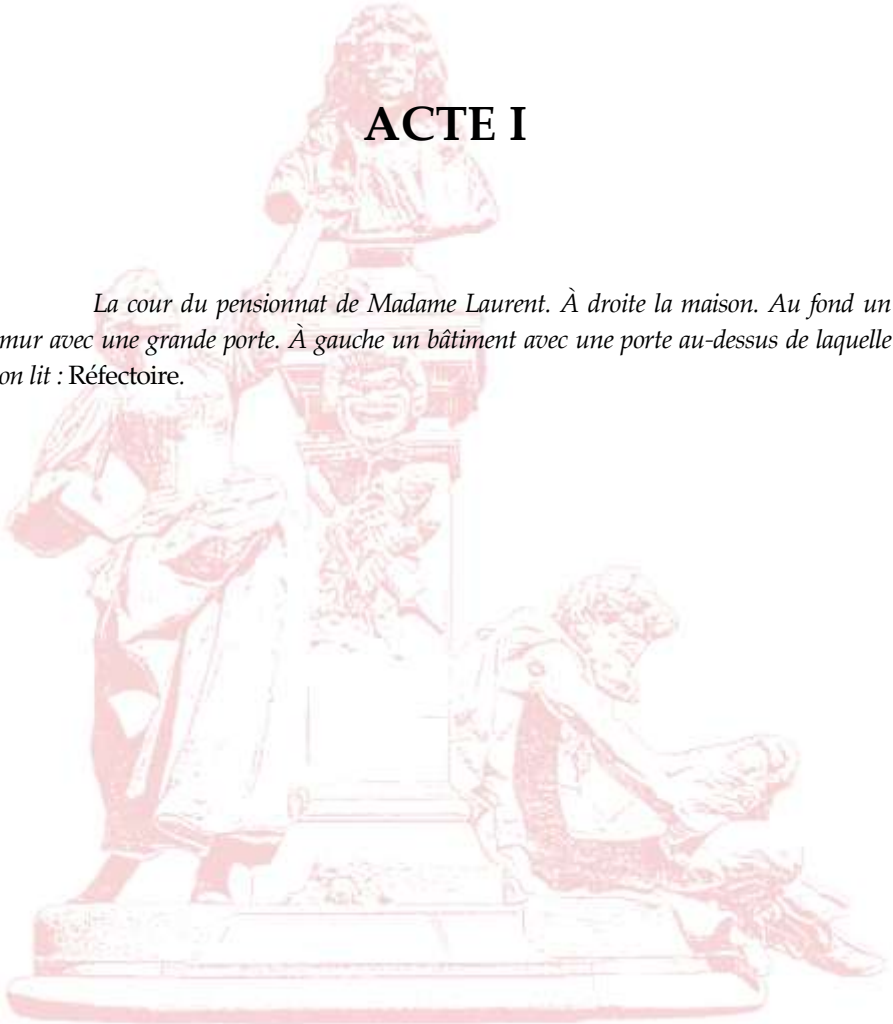 ACTE I
La cour du pensionnat de Madame Laurent. À droite la maison. Au fond un
mur avec une grande porte. À gauche un bâtiment avec une porte au-dessus de laquelle
on lit : Réfectoire.